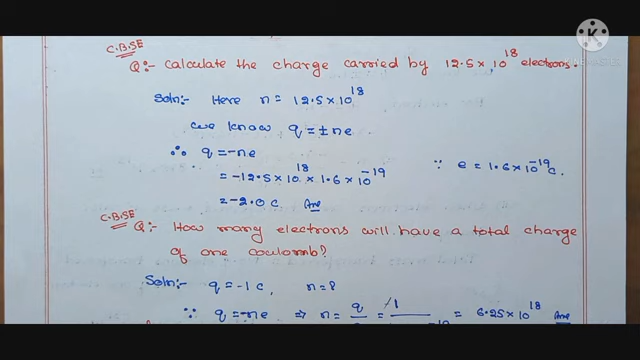 C.B.S.E
Q:- Calculate the charge carried by 12.5 × 10^18 electrons.
Soln:- Here n = 12.5 × 10^18
we know q = ±ne
∴ q = -ne ∵ e = 1.6 × 10^-19 c.
= -12.5 × 10^18 × 1.6 × 10^-19
= -2.0 c Ans
C.B.SE
Q:- How many electrons will have a total charge
of one coulomb?
Soln:- q = -1 c, n = ?
∵ q = -ne ⇒ n = q/ = -1/ = 6.25 × 10^18 Ans